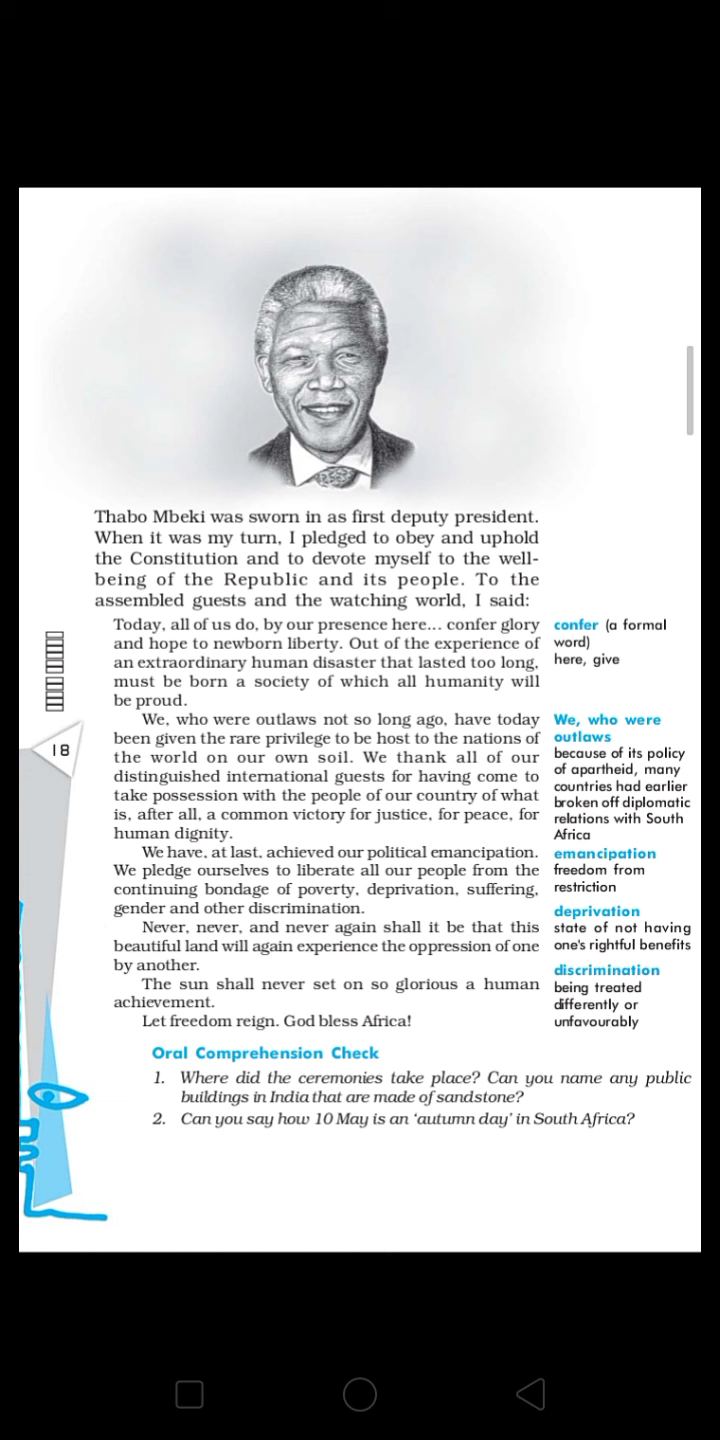 Thabo Mbeki was sworn in as first deputy president.
When it was my turn, I pledged to obey and uphold
the Constitution and to devote myself to the well-
being of the Republic and its people. To the
assembled guests and the watching world, I said:
Today, all of us do, by our presence here... confer glory
and hope to newborn liberty. Out of the experience of
an extraordinary human disaster that lasted too long,
must be born a society of which all humanity will
be proud.
We, who were outlaws not so long ago, have today
been given the rare privilege to be host to the nations of
the world on our own soil. We thank all of our
distinguished international guests for having come to
take possession with the people of our country of what
is, after all, a common victory for justice, for peace, for
human dignity.
We have, at last, achieved our political emancipation.
We pledge ourselves to liberate all our people from the
continuing bondage of poverty, deprivation, suffering,
gender and other discrimination.
Never, never, and never again shall it be that this
beautiful land will again experience the oppression of one
by another.
The sun shall never set on so glorious a human
achievement.
Let freedom reign. God bless Africa!
confer (a formal
word)
here, give
We, who were
outlaws
because of its policy
of apartheid, many
countries had earlier
broken off diplomatic
relations with South
Africa
emancipation
freedom from
restriction
deprivation
state of not having
one's rightful benefits
discrimination
being treated
differently or
unfavourably
18
Oral Comprehension Check
1. Where did the ceremonies take place? Can you name any public
buildings in India that are made of sandstone?
2. Can you say how 10 May is an ‘autumn day’ in South Africa?